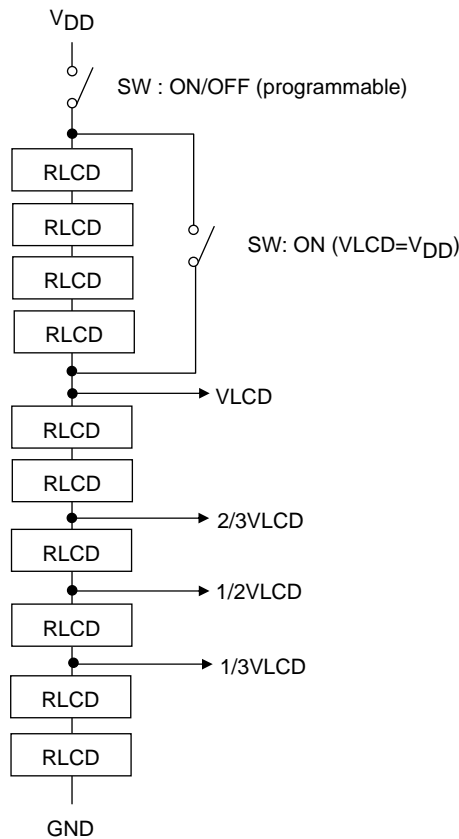 VDD
SW : ON/OFF (programmable)
RLCD
RLCD
SW: ON (VLCD=VDD)
RLCD
RLCD
VLCD
RLCD
RLCD
2/3VLCD
RLCD
1/2VLCD
RLCD
1/3VLCD
RLCD
RLCD
GND